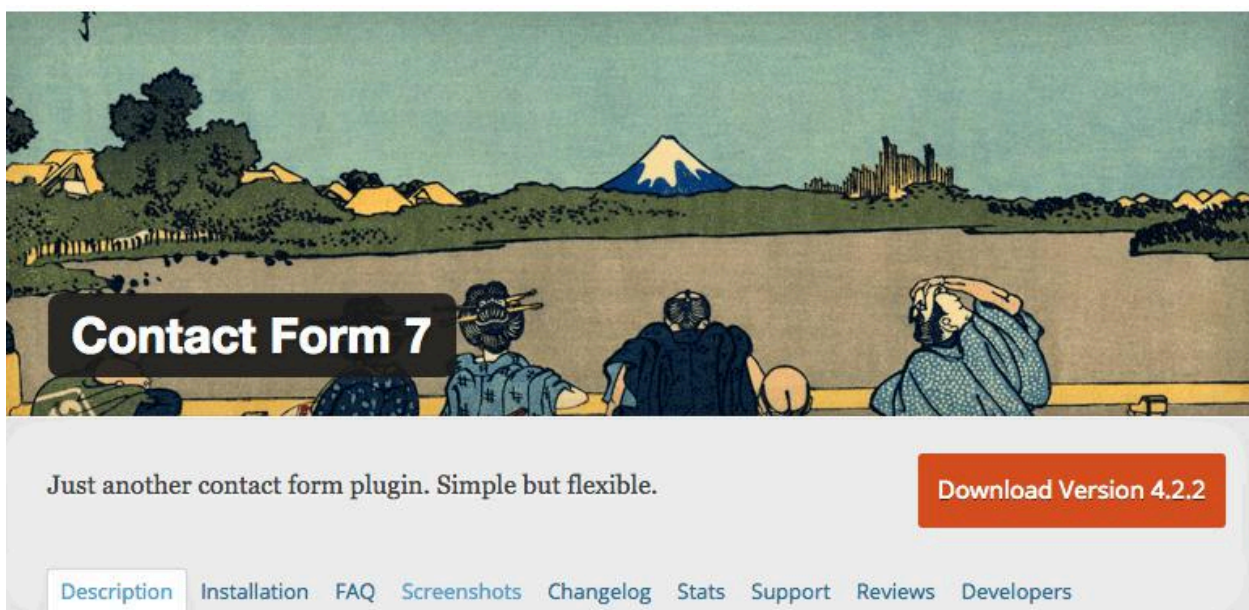 Contact Form 7
Just another contact form plugin. Simple but flexible.
Download Version 4.2.2
Description Installation FAQ Screenshots Changelog Stats Support Reviews Developers